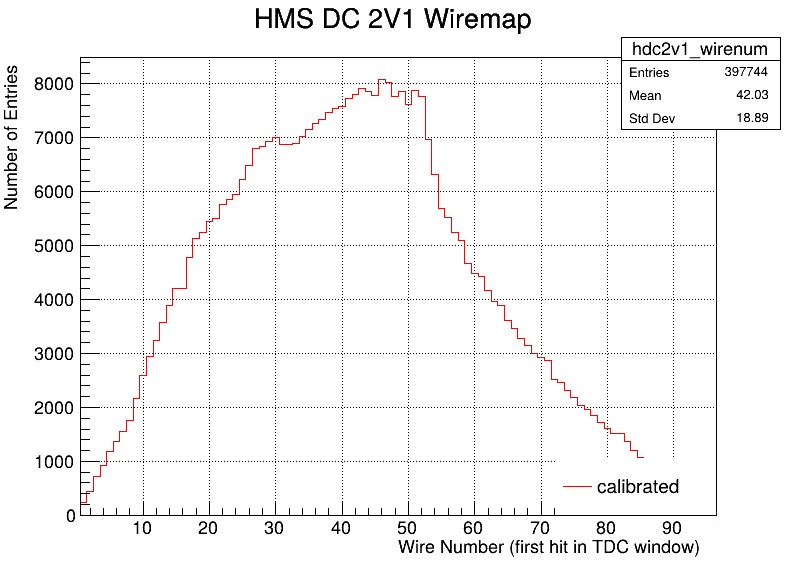 HMS DC 2V1 Wiremap
hdc2v1_wirenum
Entries 397744
Mean 42.03
Std Dev 18.89
Number of Entries
8000
7000
6000
5000
4000
3000
2000
1000
0
calibrated
10 20 30 40 50 60 70 80 90
Wire Number (first hit in TDC window)